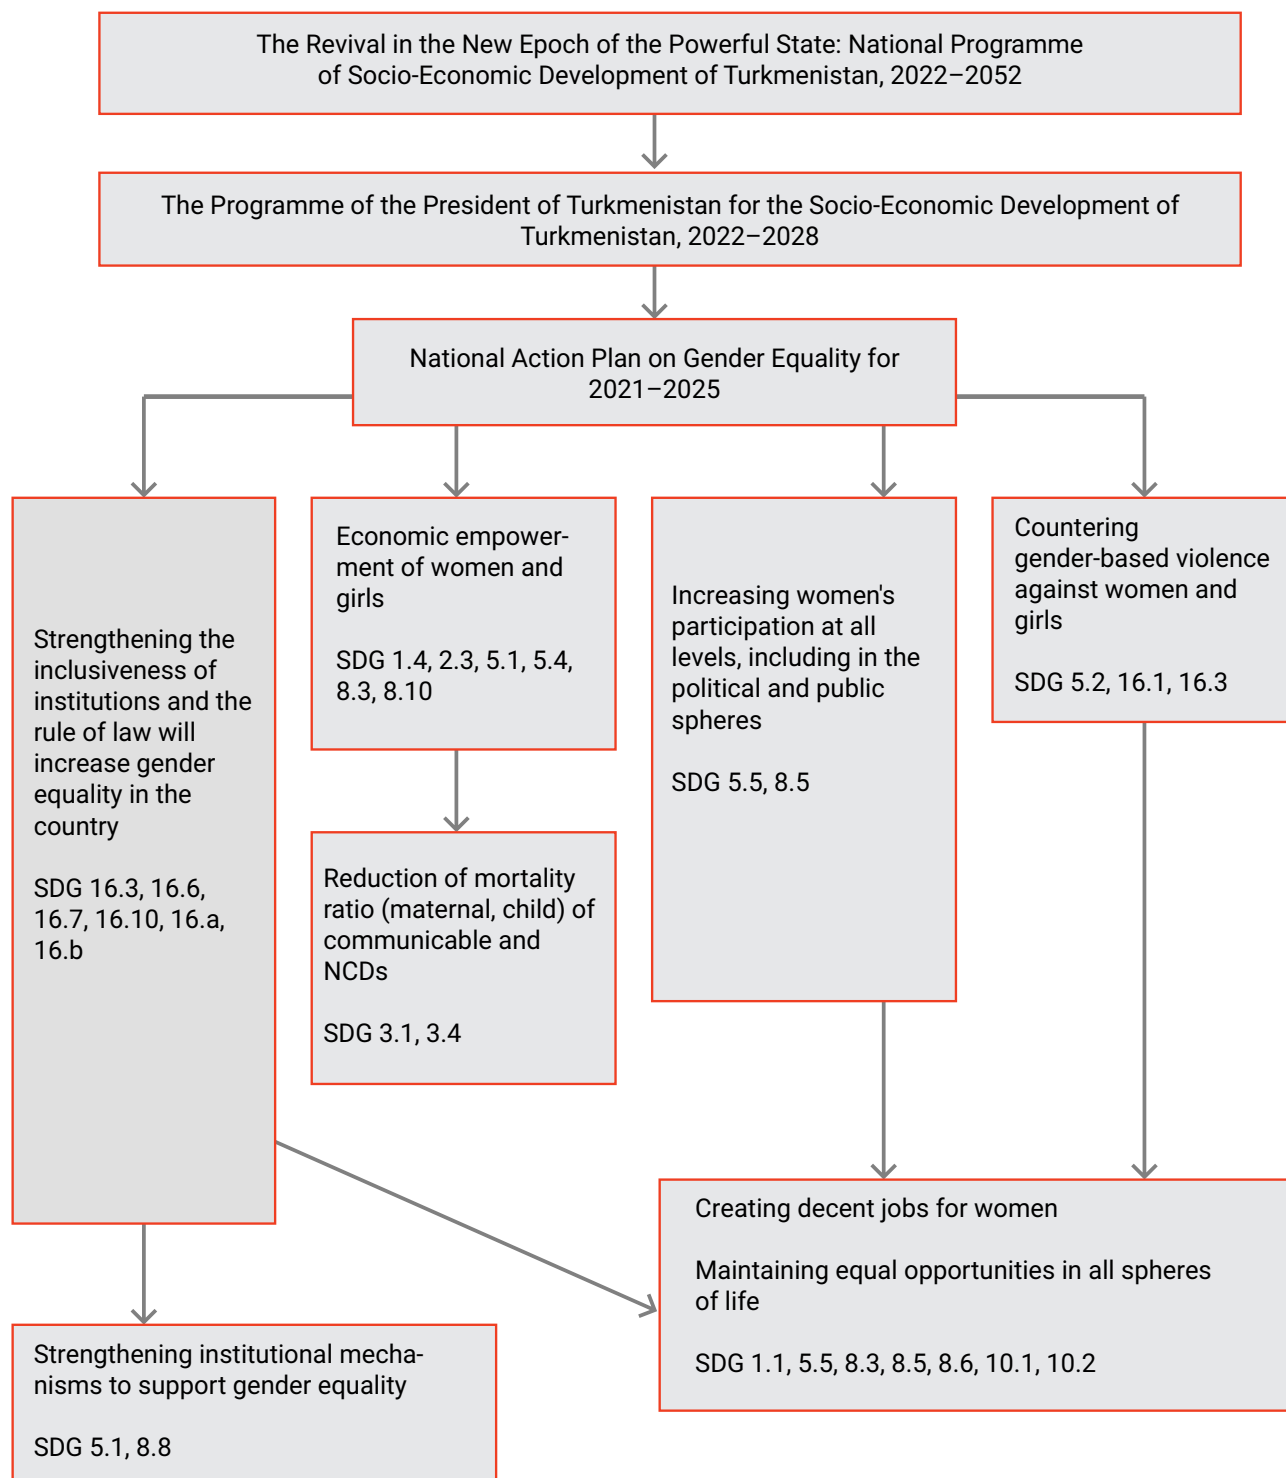 The Revival in the New Epoch of the Powerful State: National Programme
of Socio-Economic Development of Turkmenistan, 2022–2052
The Programme of the President of Turkmenistan for the Socio-Economic Development of
Turkmenistan, 2022–2028
National Action Plan on Gender Equality for
2021–2025
Strengthening the
inclusiveness of
institutions and the
rule of law will
increase gender
equality in the
country
SDG 16.3, 16.6,
16.7, 16.10, 16.a,
16.b
Economic empower-
ment of women and
girls
SDG 1.4, 2.3, 5.1, 5.4,
8.3, 8.10
Increasing women's
participation at all
levels, including in the
political and public
spheres
SDG 5.5, 8.5
Countering
gender-based violence
against women and
girls
SDG 5.2, 16.1, 16.3
Reduction of mortality
ratio (maternal, child) of
communicable and
NCDs
SDG 3.1, 3.4
Creating decent jobs for women
Maintaining equal opportunities in all spheres
of life
SDG 1.1, 5.5, 8.3, 8.5, 8.6, 10.1, 10.2
Strengthening institutional mecha-
nisms to support gender equality
SDG 5.1, 8.8